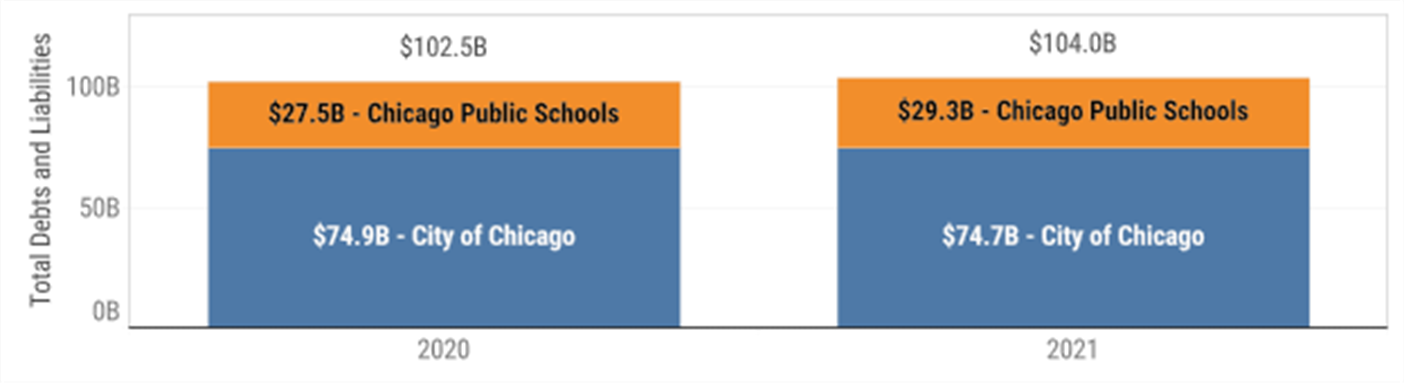 Total Debts and Liabilities
100B
50B
0B
$102.5B
$27.5B - Chicago Public Schools
$74.9B - City of Chicago
2020
$104.0B
$29.3B - Chicago Public Schools
$74.7B - City of Chicago
2021